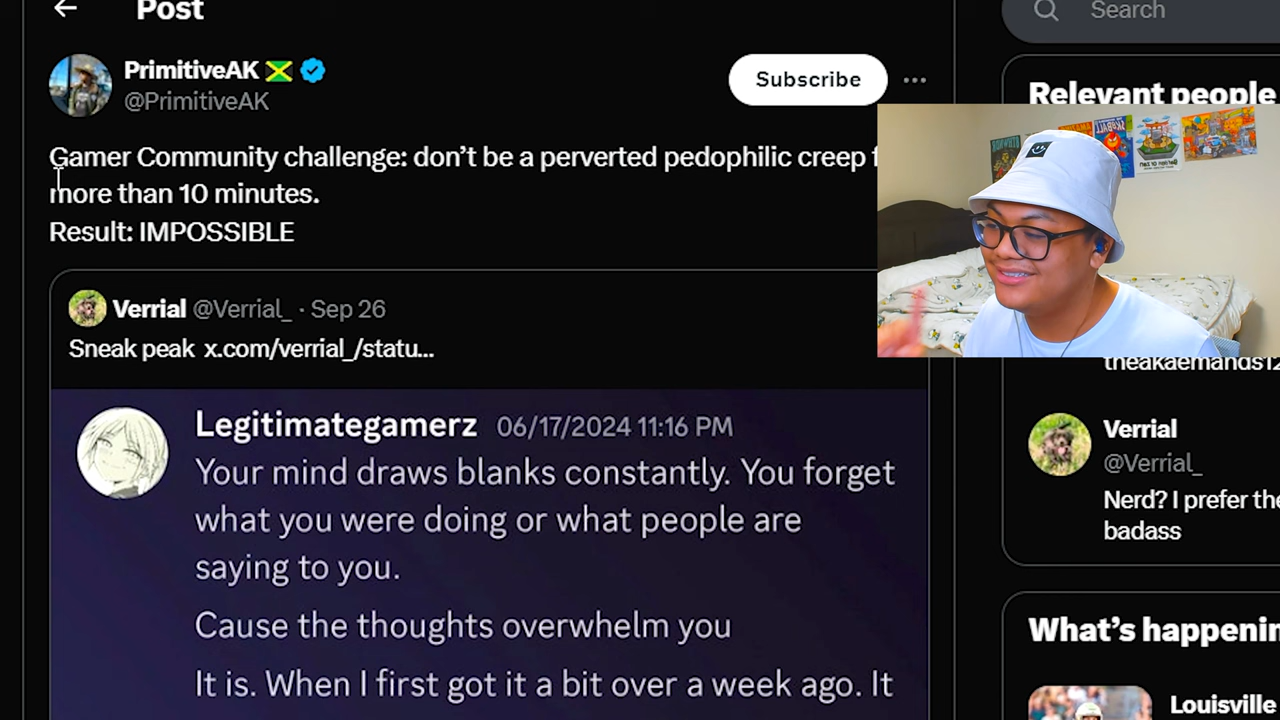 Post
Search
PrimitiveAK
@PrimitiveAK
Subscribe
Relevant people
Gamer Community challenge: don’t be a perverted pedophilic creep
more than 10 minutes.
Result: IMPOSSIBLE
Verrial @Verrial_ · Sep 26
Sneak peak x.com/verrial_/statu...
Legitimategamerz 06/17/2024 11:16 PM
Your mind draws blanks constantly. You forget
what you were doing or what people are
saying to you.
Cause the thoughts overwhelm you
It is. When I first got it a bit over a week ago. It
Verrial
@Verrial_
Nerd? I prefer the
badass
What’s happenin
Louisville